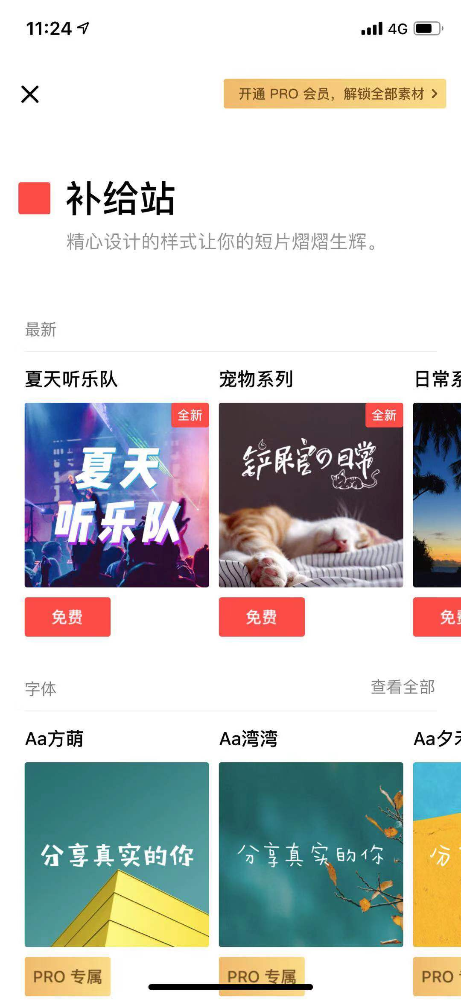 11:24
4G
开通 PRO 会员，解锁全部素材
补给站
精心设计的样式让你的短片熠熠生辉。
最新
夏天听乐队
宠物系列
日常系
全新
夏天
听乐队
全新
铲屎官の日常
免费
免费
免费
字体
查看全部
Aa方萌
Aa湾湾
Aa夕
分享真实的你
分享真实的你
分
PRO 专属
PRO 专属
PRO